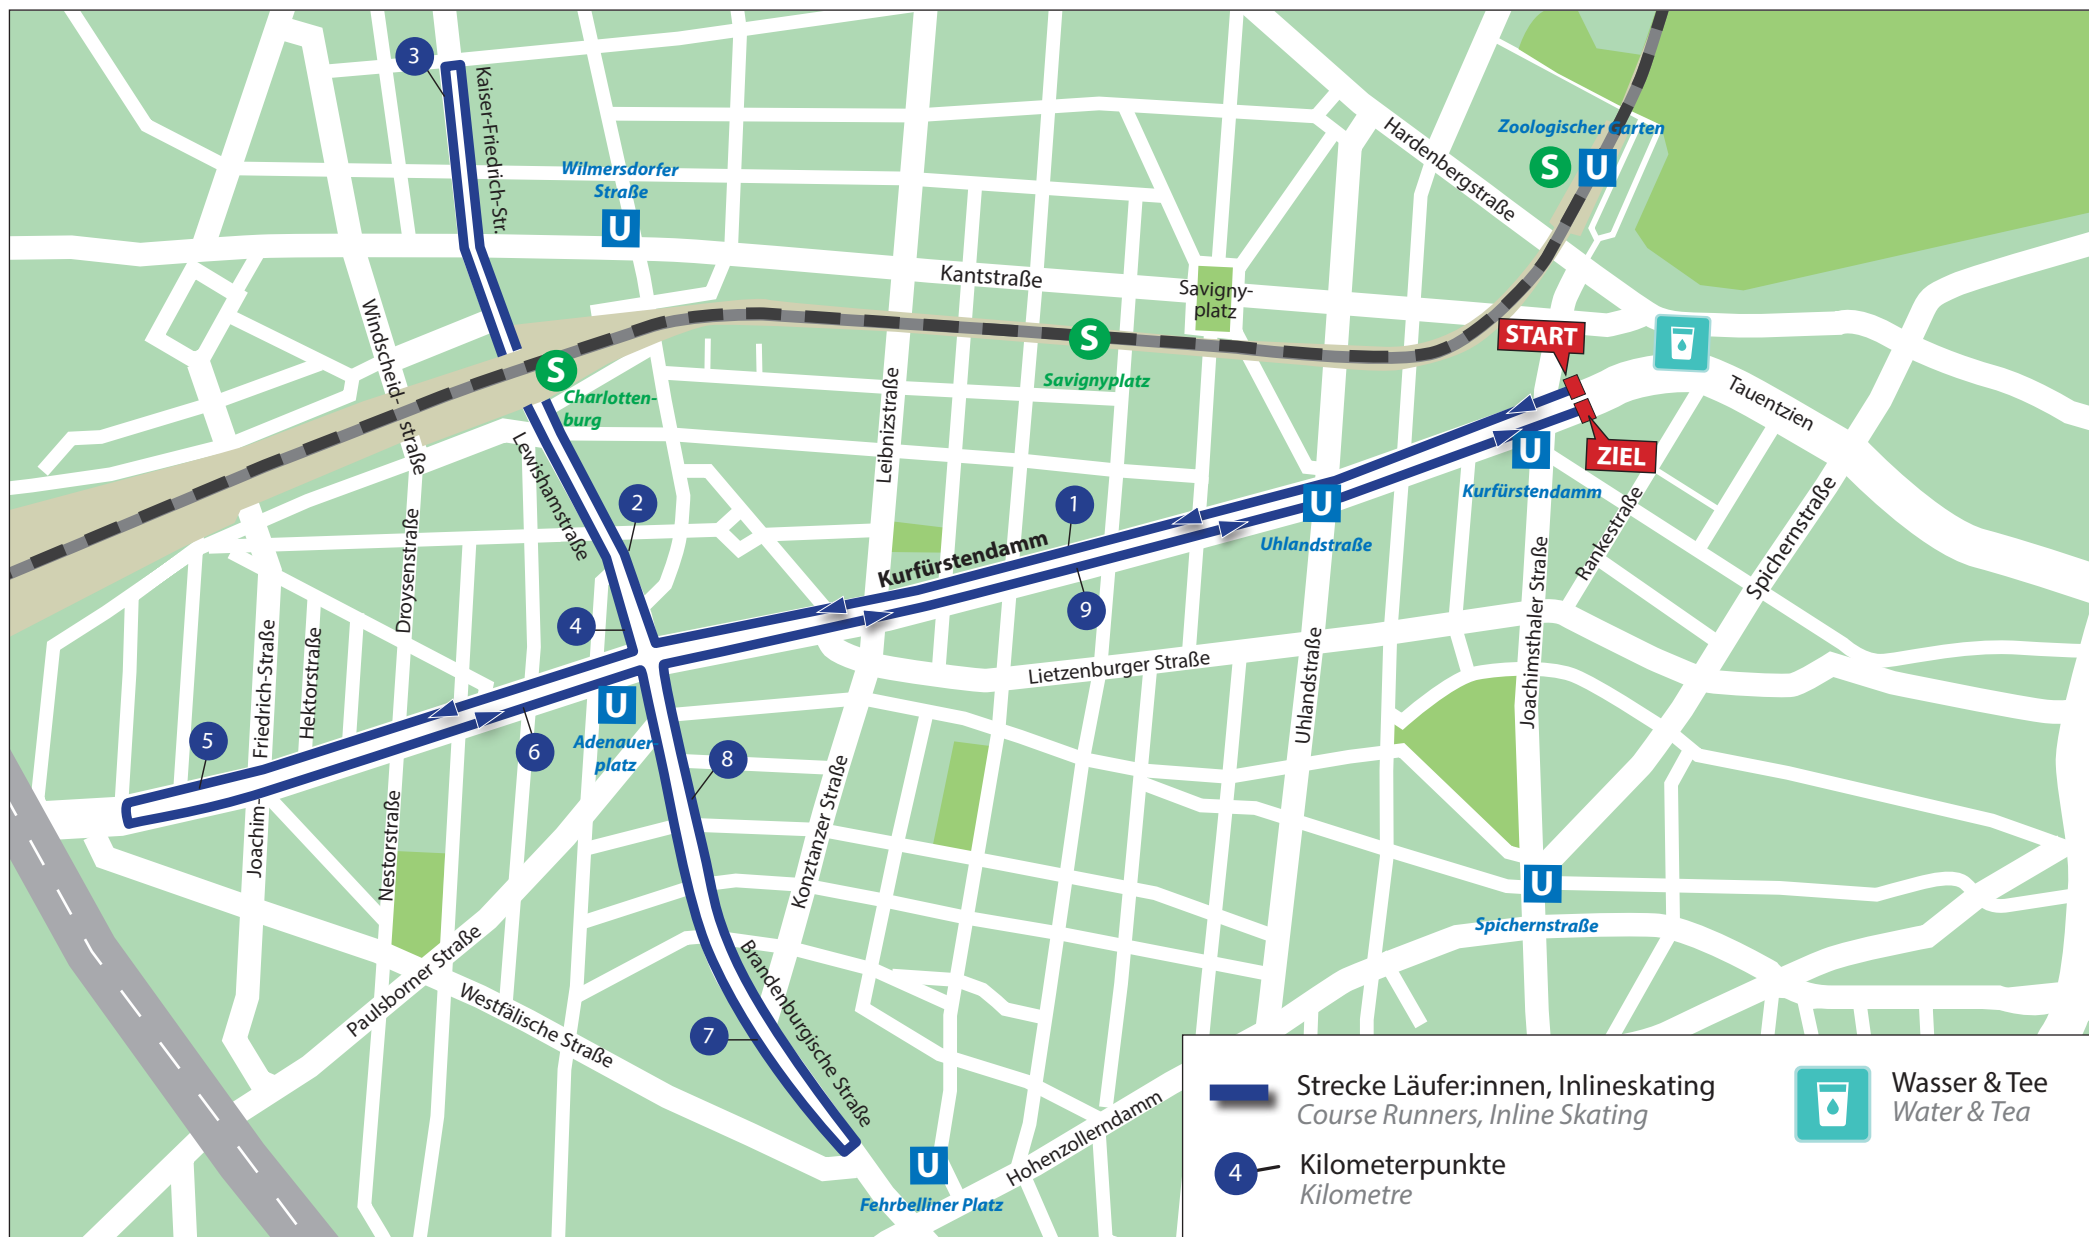 3
Kaiser-Friedrich-Str.
Wilmersdorfer
Straße
U
Hardenbergstraße
Zoologischer Garten
S
U
Kantstraße
Savigny-
platz
Windscheid-
straße
S
Charlotten-
burg
S
Savignyplatz
START
ZIEL
Tauentzien
Leibnizstraße
Lewishamstraße
2
1
Kurfürstendamm
U
Uhlandstraße
U
Kurfürstendamm
Rankestraße
Spichernstraße
Droysenstraße
4
9
Friedrich-Straße
Joachim-
Hektorstraße
Lietzenburger Straße
Uhlandstraße
Joachimsthaler Straße
5
6
U
Adenauer-
platz
8
Nestorstraße
Konztanzer Straße
U
Spichernstraße
Paulsborner Straße
Westfälische Straße
7
Brandenburgische Straße
U
Fehrbelliner Platz
Hohenzollerndamm
Strecke Läufer:innen, Inlineskating
Course Runners, Inline Skating
4
Kilometerpunkte
Kilometre
Wasser & Tee
Water & Tea